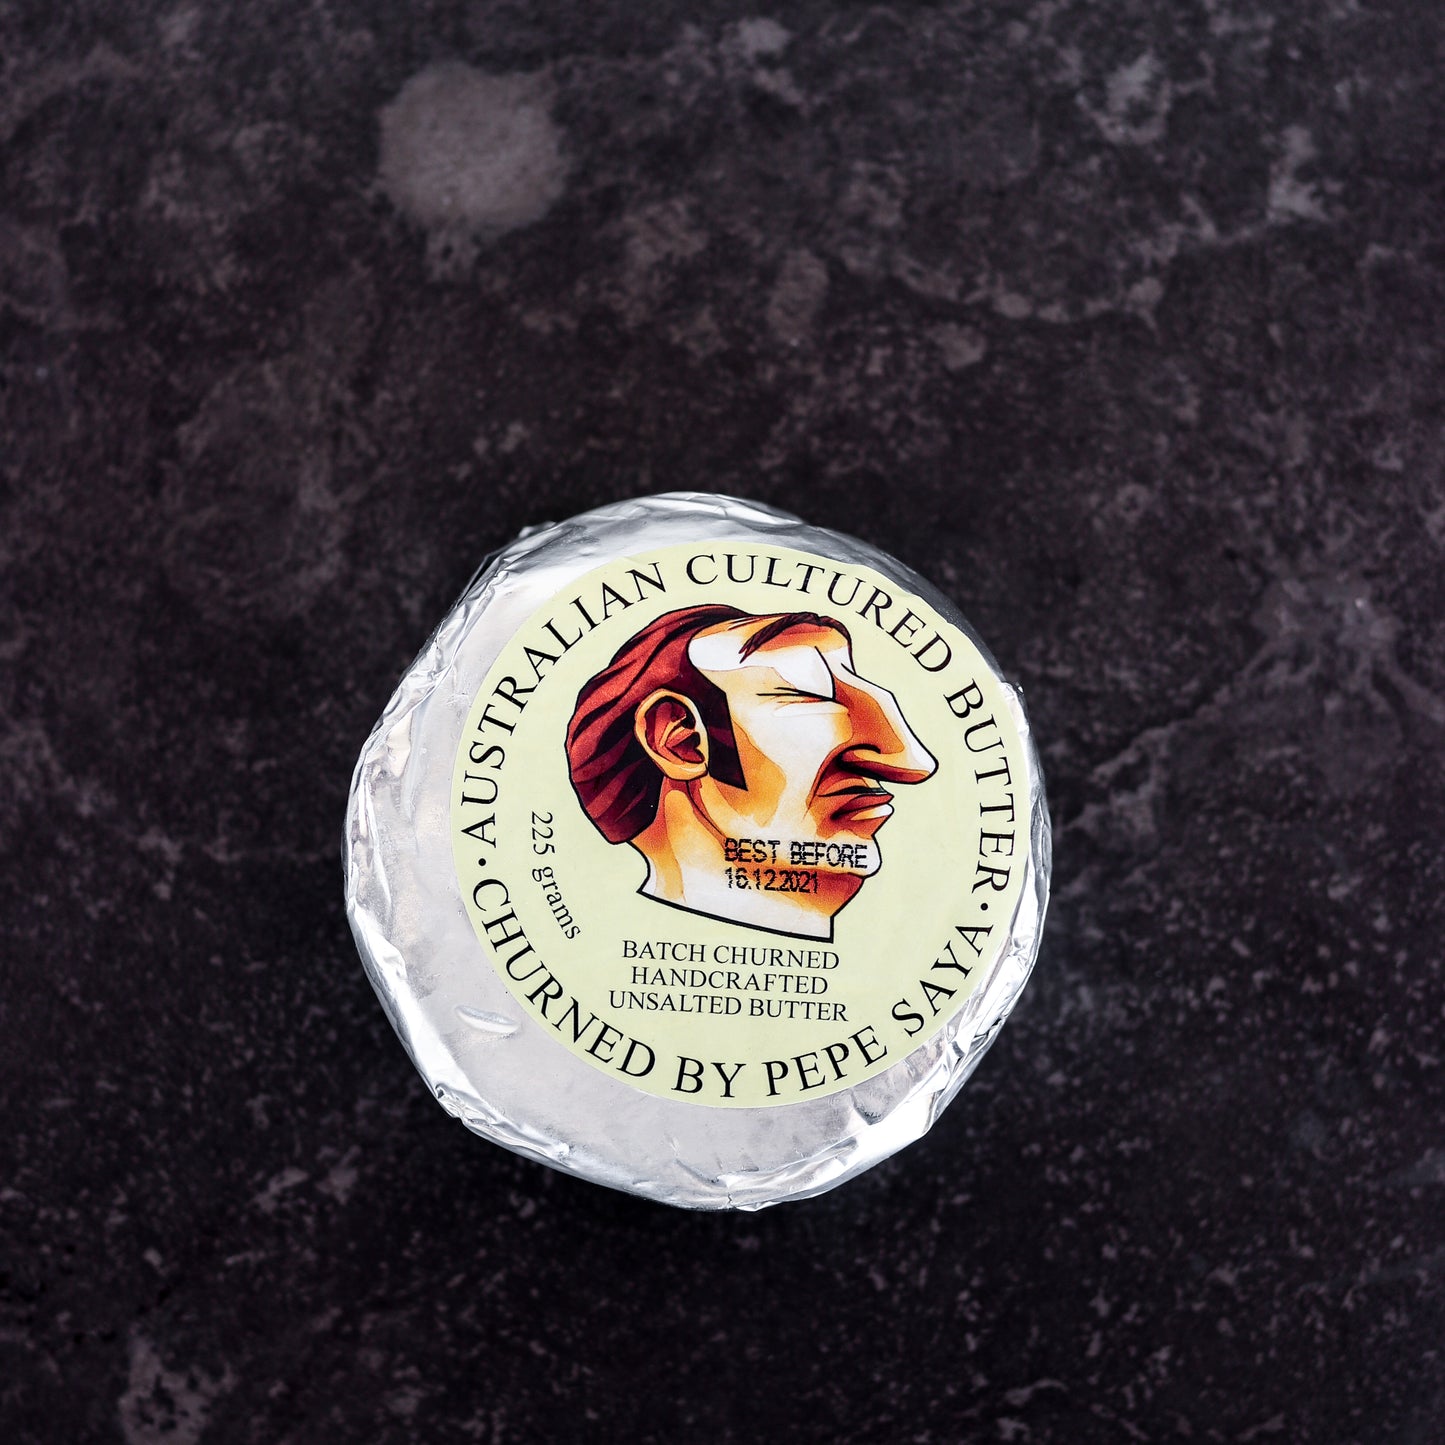 · AUSTRALIAN CULTURED BUTTER ·
225 grams
BEST BEFORE
16.12.2021
BATCH CHURNED
HANDCRAFTED
UNSALTED BUTTER
CHURNED BY PEPE SAYA